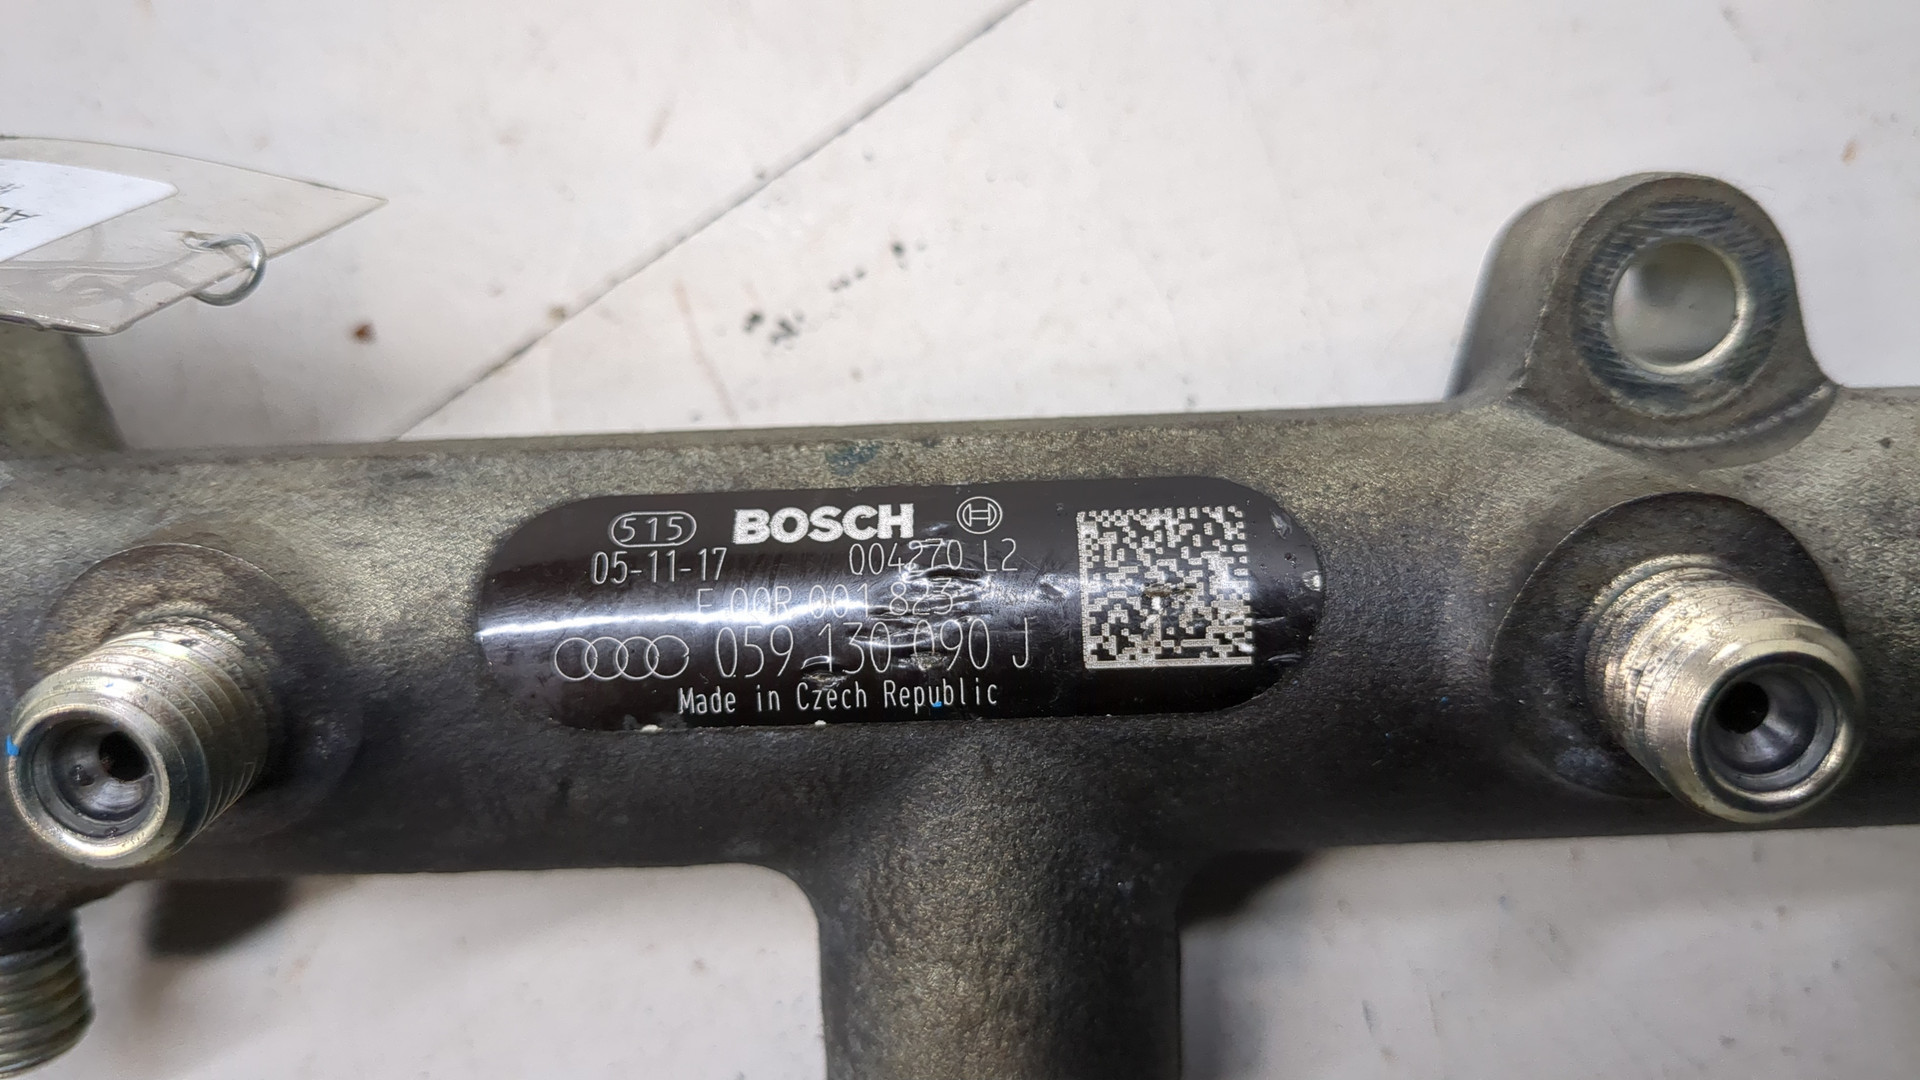 515 BOSCH
05-11-17 004270 L2
F 00R 001 823
059 130 090 J
Made in Czech Republic